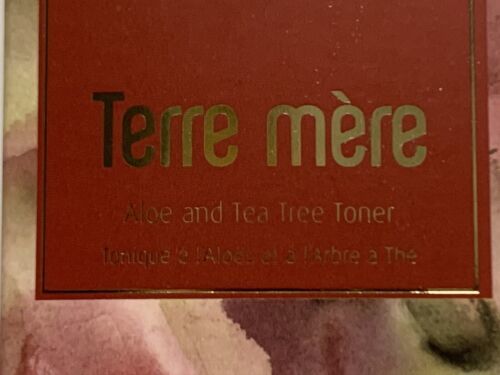 Terre mère
Aloe and Tea Tree Toner
Tonique à l'Aloès et à l'Arbre à Thé